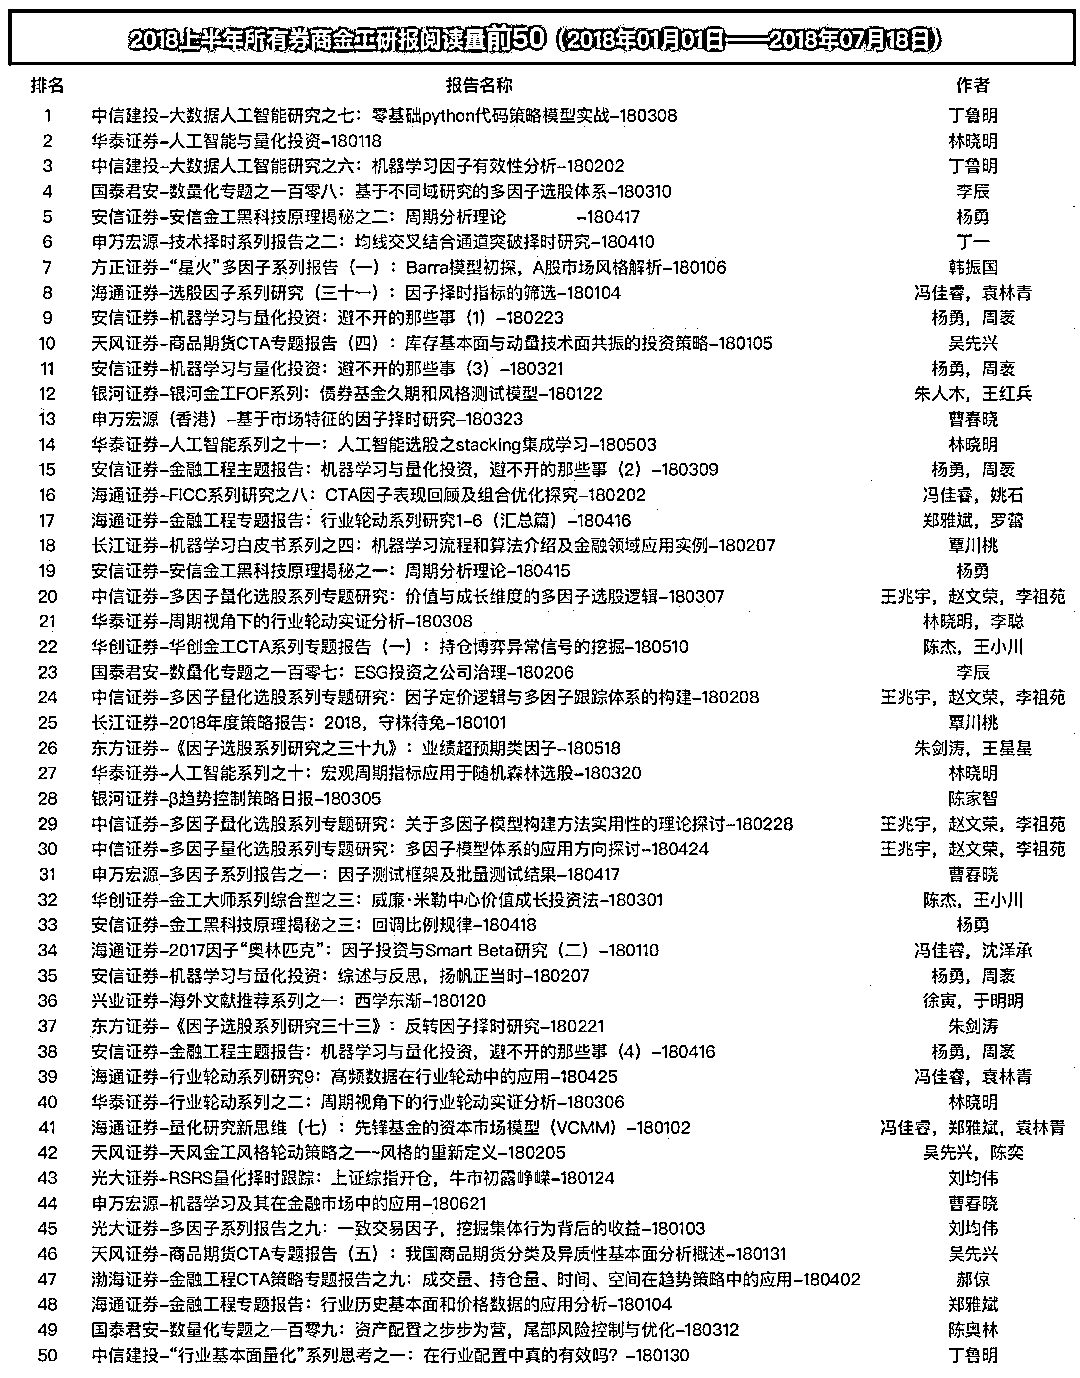 2018上半年所有券商金工研报阅读量前50（2018年01月01日——2018年07月18日）
排名 报告名称 作者
1 中信建投-大数据人工智能研究之七：零基础python代码策略模型实战-180308 丁鲁明
2 华泰证券-人工智能与量化投资-180118 林晓明
3 中信建投-大数据人工智能研究之六：机器学习因子有效性分析-180202 丁鲁明
4 国泰君安-数量化专题之一百零八：基于不同域研究的多因子选股体系-180310 李辰
5 安信证券-安信金工黑科技原理揭秘之二：周期分析理论 -180417 杨勇
6 申万宏源-技术择时系列报告之二：均线交叉结合通道突破择时研究-180410 丁一
7 方正证券-“星火”多因子系列报告（一）：Barra模型初探，A股市场风格解析-180106 韩振国
8 海通证券-选股因子系列研究（三十一）：因子择时指标的筛选-180104 冯佳睿，袁林青
9 安信证券-机器学习与量化投资：避不开的那些事（1）-180223 杨勇，周袤
10 天风证券-商品期货CTA专题报告（四）：库存基本面与动量技术面共振的投资策略-180105 吴先兴
11 安信证券-机器学习与量化投资：避不开的那些事（3）-180321 杨勇，周袤
12 银河证券-银河金工FOF系列：债券基金久期和风格测试模型-180122 朱人木，王红兵
13 申万宏源（香港）-基于市场特征的因子择时研究-180323 曹春晓
14 华泰证券-人工智能系列之十一：人工智能选股之stacking集成学习-180503 林晓明
15 安信证券-金融工程主题报告：机器学习与量化投资，避不开的那些事（2）-180309 杨勇，周袤
16 海通证券-FICC系列研究之八：CTA因子表现回顾及组合优化探究-180202 冯佳睿，姚石
17 海通证券-金融工程专题报告：行业轮动系列研究1-6（汇总篇）-180416 郑雅斌，罗蕾
18 长江证券-机器学习白皮书系列之四：机器学习流程和算法介绍及金融领域应用实例-180207 覃川桃
19 安信证券-安信金工黑科技原理揭秘之一：周期分析理论-180415 杨勇
20 中信证券-多因子量化选股系列专题研究：价值与成长维度的多因子选股逻辑-180307 王兆宇，赵文荣，李祖苑
21 华泰证券-周期视角下的行业轮动实证分析-180308 林晓明，李聪
22 华创证券-华创金工CTA系列专题报告（一）：持仓博弈异常信号的挖掘-180510 陈杰，王小川
23 国泰君安-数量化专题之一百零七：ESG投资之公司治理-180206 李辰
24 中信证券-多因子量化选股系列专题研究：因子定价逻辑与多因子跟踪体系的构建-180208 王兆宇，赵文荣，李祖苑
25 长江证券-2018年度策略报告：2018，守株待兔-180101 覃川桃
26 东方证券-《因子选股系列研究之三十九》：业绩超预期类因子-180518 朱剑涛，王星星
27 华泰证券-人工智能系列之十：宏观周期指标应用于随机森林选股-180320 林晓明
28 银河证券-β趋势控制策略日报-180305 陈家智
29 中信证券-多因子量化选股系列专题研究：关于多因子模型构建方法实用性的理论探讨-180228 王兆宇，赵文荣，李祖苑
30 中信证券-多因子量化选股系列专题研究：多因子模型体系的应用方向探讨-180424 王兆宇，赵文荣，李祖苑
31 申万宏源-多因子系列报告之一：因子测试框架及批量测试结果-180417 曹春晓
32 华创证券-金工大师系列综合型之三：威廉·米勒中心价值成长投资法-180301 陈杰，王小川
33 安信证券-金工黑科技原理揭秘之三：回调比例规律-180418 杨勇
34 海通证券-2017因子“奥林匹克”：因子投资与Smart Beta研究（二）-180110 冯佳睿，沈泽承
35 安信证券-机器学习与量化投资：综述与反思，扬帆正当时-180207 杨勇，周袤
36 兴业证券-海外文献推荐系列之一：西学东渐-180120 徐寅，于明明
37 东方证券-《因子选股系列研究三十三》：反转因子择时研究-180221 朱剑涛
38 安信证券-金融工程主题报告：机器学习与量化投资，避不开的那些事（4）-180416 杨勇，周袤
39 海通证券-行业轮动系列研究9：高频数据在行业轮动中的应用-180425 冯佳睿，袁林青
40 华泰证券-行业轮动系列之二：周期视角下的行业轮动实证分析-180306 林晓明
41 海通证券-量化研究新思维（七）：先锋基金的资本市场模型（VCMM）-180102 冯佳睿，郑雅斌，袁林青
42 天风证券-天风金工风格轮动策略之一~风格的重新定义-180205 吴先兴，陈奕
43 光大证券-RSRS量化择时跟踪：上证综指开仓，牛市初露峥嵘-180124 刘均伟
44 申万宏源-机器学习及其在金融市场中的应用-180621 曹春晓
45 光大证券-多因子系列报告之九：一致交易因子，挖掘集体行为背后的收益-180103 刘均伟
46 天风证券-商品期货CTA专题报告（五）：我国商品期货分类及异质性基本面分析概述-180131 吴先兴
47 渤海证券-金融工程CTA策略专题报告之九：成交量、持仓量、时间、空间在趋势策略中的应用-180402 郝倞
48 海通证券-金融工程专题报告：行业历史基本面和价格数据的应用分析-180104 郑雅斌
49 国泰君安-数量化专题之一百零九：资产配置之步步为营，尾部风险控制与优化-180312 陈奥林
50 中信建投-“行业基本面量化”系列思考之一：在行业配置中真的有效吗？-180130 丁鲁明